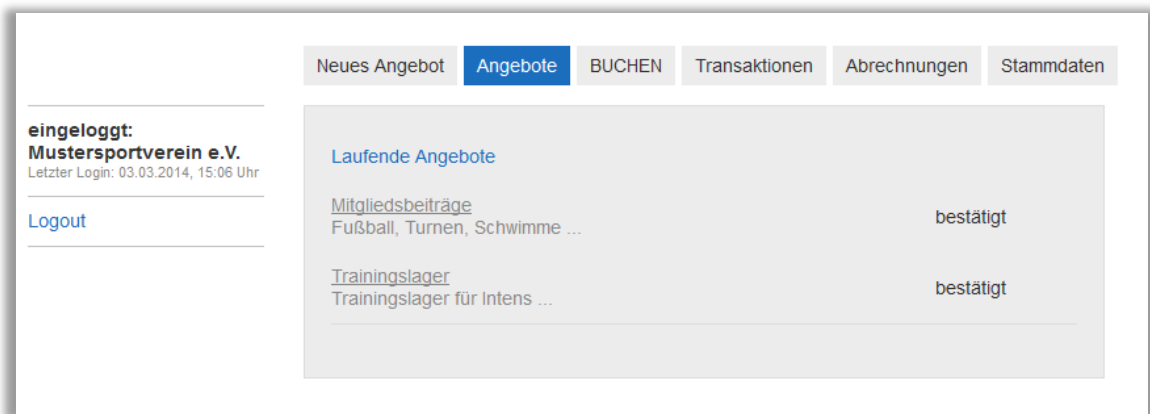 Neues Angebot Angebote BUCHEN Transaktionen Abrechnungen Stammdaten
eingeloggt:
Mustersportverein e.V.
Letzter Login: 03.03.2014, 15:06 Uhr
Logout
Laufende Angebote
Mitgliedsbeiträge
Fußball, Turnen, Schwimme ...
bestätigt
Trainingslager
Trainingslager für Intens ...
bestätigt